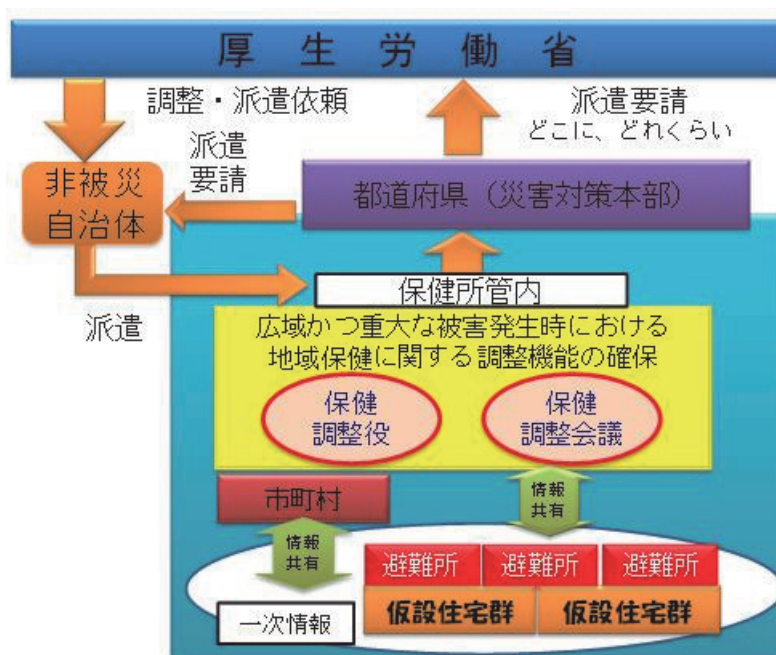 厚生労働省
調整・派遣依頼
派遣要請
どこに、どれくらい
派遣
要請
非被災
自治体
都道府県（災害対策本部）
派遣
保健所管内
広域かつ重大な被害発生時における
地域保健に関する調整機能の確保
保健
調整役
保健
調整会議
市町村
情報
共有
情報
共有
避難所
避難所
避難所
仮設住宅群
仮設住宅群
一次情報